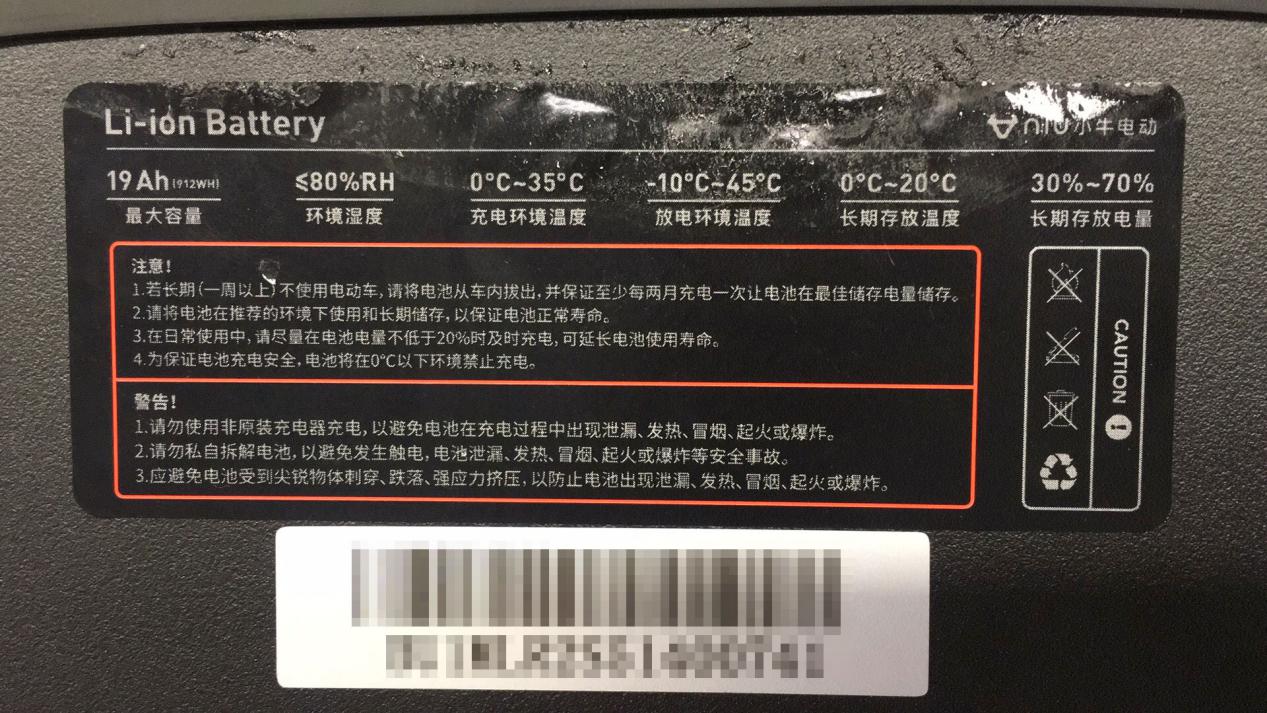 Li-ion Battery
niu小牛电动
19Ah(912WH)
≤80%RH
0°C~35°C
-10°C~45°C
0°C~20°C
30%~70%
最大容量
环境湿度
充电环境温度
放电环境温度
长期存放温度
长期存放电量
注意!
1.若长期(一周以上)不使用电动车,请将电池从车内拔出,并保证至少每两月充电一次让电池在最佳储存电量储存。
2.请将电池在推荐的环境下使用和长期储存,以保证电池正常寿命。
3.在日常使用中,请尽量在电池电量不低于20%时及时充电,可延长电池使用寿命。
4.为保证电池充电安全,电池将在0°C以下环境禁止充电。
警告!
1.请勿使用非原装充电器充电,以避免电池在充电过程中出现泄漏、发热、冒烟、起火或爆炸。
2.请勿私自拆解电池,以避免发生触电,电池泄漏、发热、冒烟、起火或爆炸等安全事故。
3.应避免电池受到尖锐物体刺穿、跌落、强应力挤压,以防止电池出现泄漏、发热、冒烟、起火或爆炸。
CAUTION